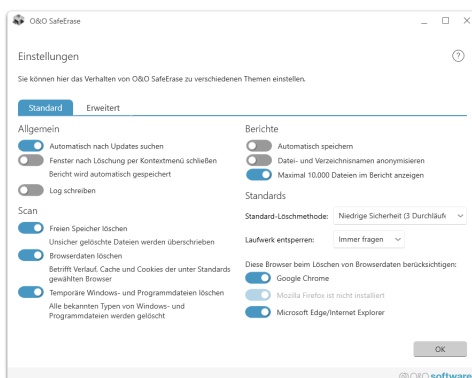 O&O SafeErase
Einstellungen
Sie können hier das Verhalten von O&O SafeErase zu verschiedenen Themen einstellen.
Standard
Erweitert
Allgemein
Automatisch nach Updates suchen
Fenster nach Löschung per Kontextmenü schließen
Bericht wird automatisch gespeichert
Log schreiben
Scan
Freien Speicher löschen
Unsicher gelöschte Dateien werden überschrieben
Browserdaten löschen
Betrifft Verlauf, Cache und Cookies der unter Standards
gewählten Browser
Temporäre Windows- und Programmdateien löschen
Alle bekannten Typen von Windows- und
Programmdateien werden gelöscht
Berichte
Automatisch speichern
Datei- und Verzeichnisnamen anonymisieren
Maximal 10.000 Dateien im Bericht anzeigen
Standards
Standard-Löschmethode: Niedrige Sicherheit (3 Durchläufe
Laufwerk entsperren: Immer fragen
Diese Browser beim Löschen von Browserdaten berücksichtigen:
Google Chrome
Mozilla Firefox ist nicht installiert
Microsoft Edge/Internet Explorer
OK
O&O software